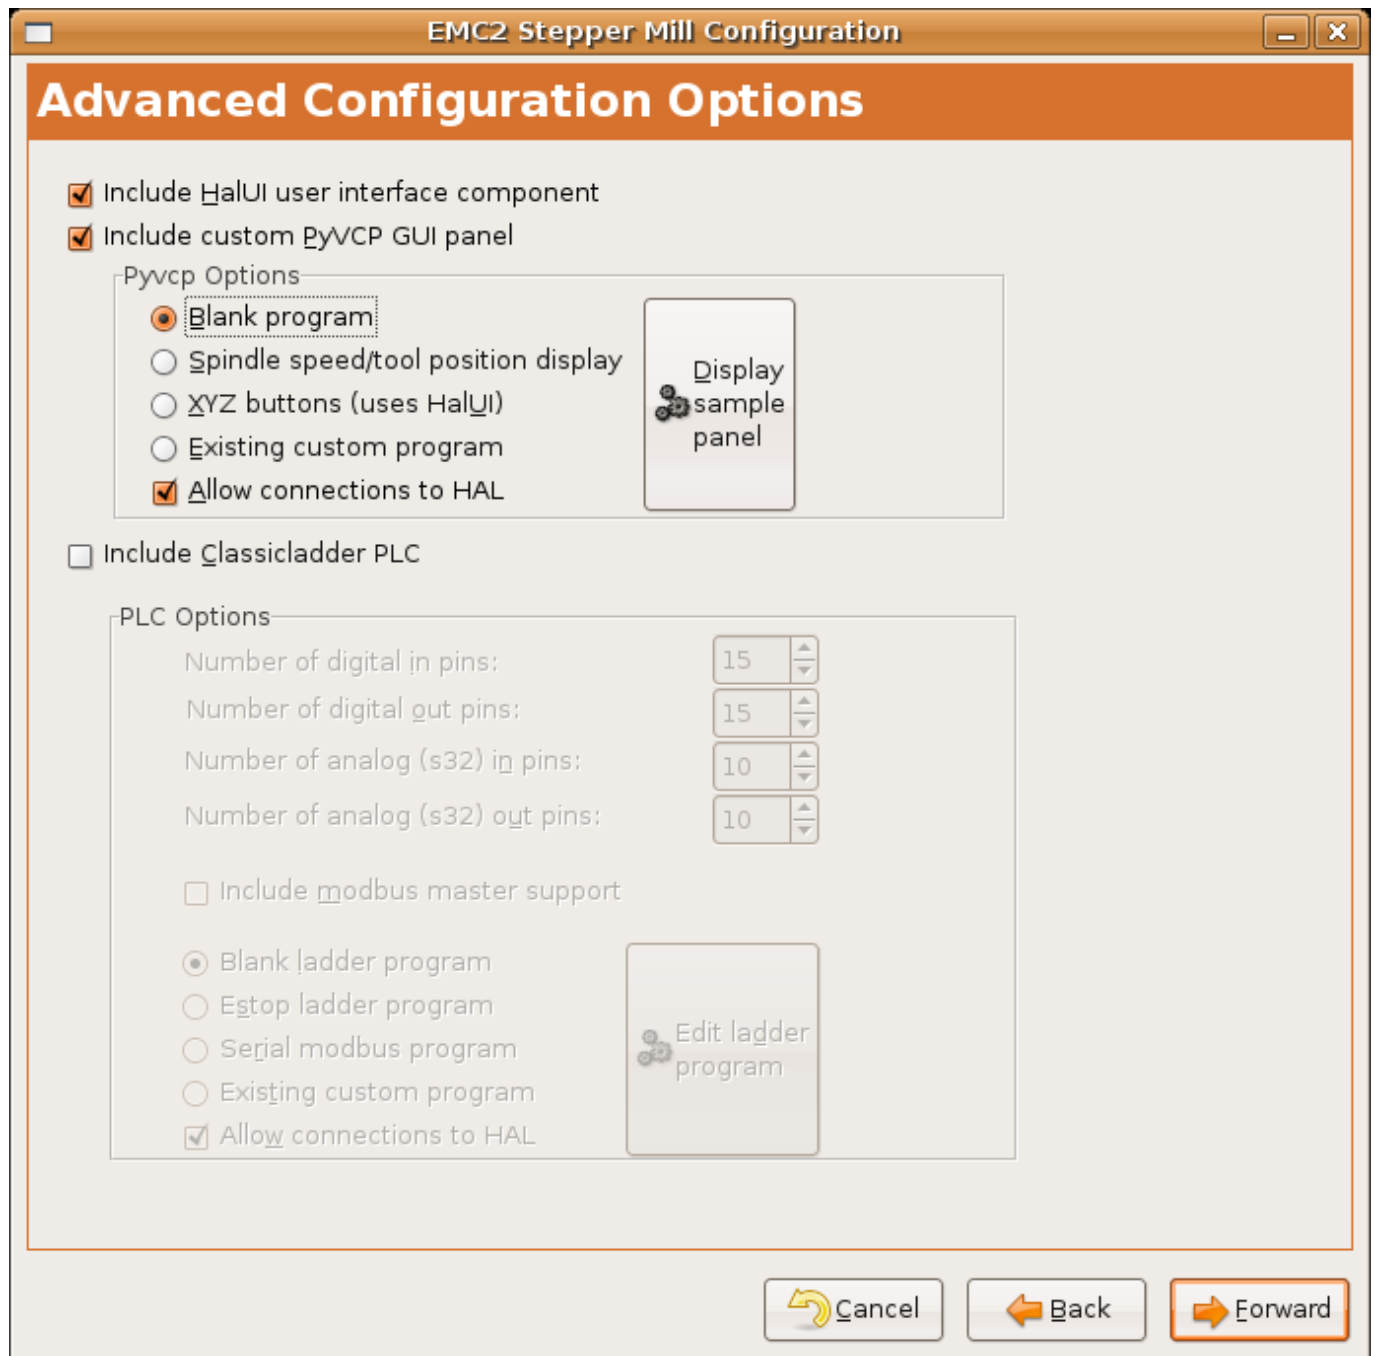 EMC2 Stepper Mill Configuration
Advanced Configuration Options
Include HalUI user interface component
Include custom PyVCP GUI panel
Pyvcp Options
Blank program
Spindle speed/tool position display
XYZ buttons (uses HalUI)
Existing custom program
Allow connections to HAL
Display
sample
panel
Include Classicladder PLC
PLC Options
Number of digital in pins: 15
Number of digital out pins: 15
Number of analog (s32) in pins: 10
Number of analog (s32) out pins: 10
Include modbus master support
Blank ladder program
Estop ladder program
Serial modbus program
Existing custom program
Allow connections to HAL
Edit ladder
program
Cancel Back Forward